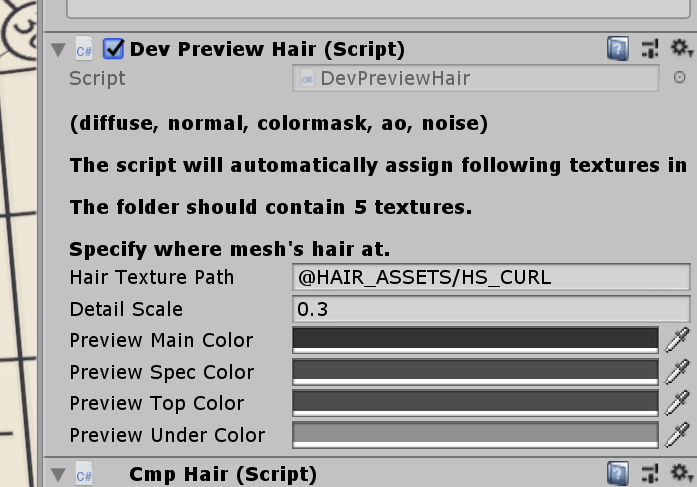 C# Dev Preview Hair (Script)
Script DevPreviewHair
(diffuse, normal, colormask, ao, noise)
The script will automatically assign following textures in
The folder should contain 5 textures.
Specify where mesh's hair at.
Hair Texture Path @HAIR_ASSETS/HS_CURL
Detail Scale 0.3
Preview Main Color
Preview Spec Color
Preview Top Color
Preview Under Color
C# Cmp Hair (Script)